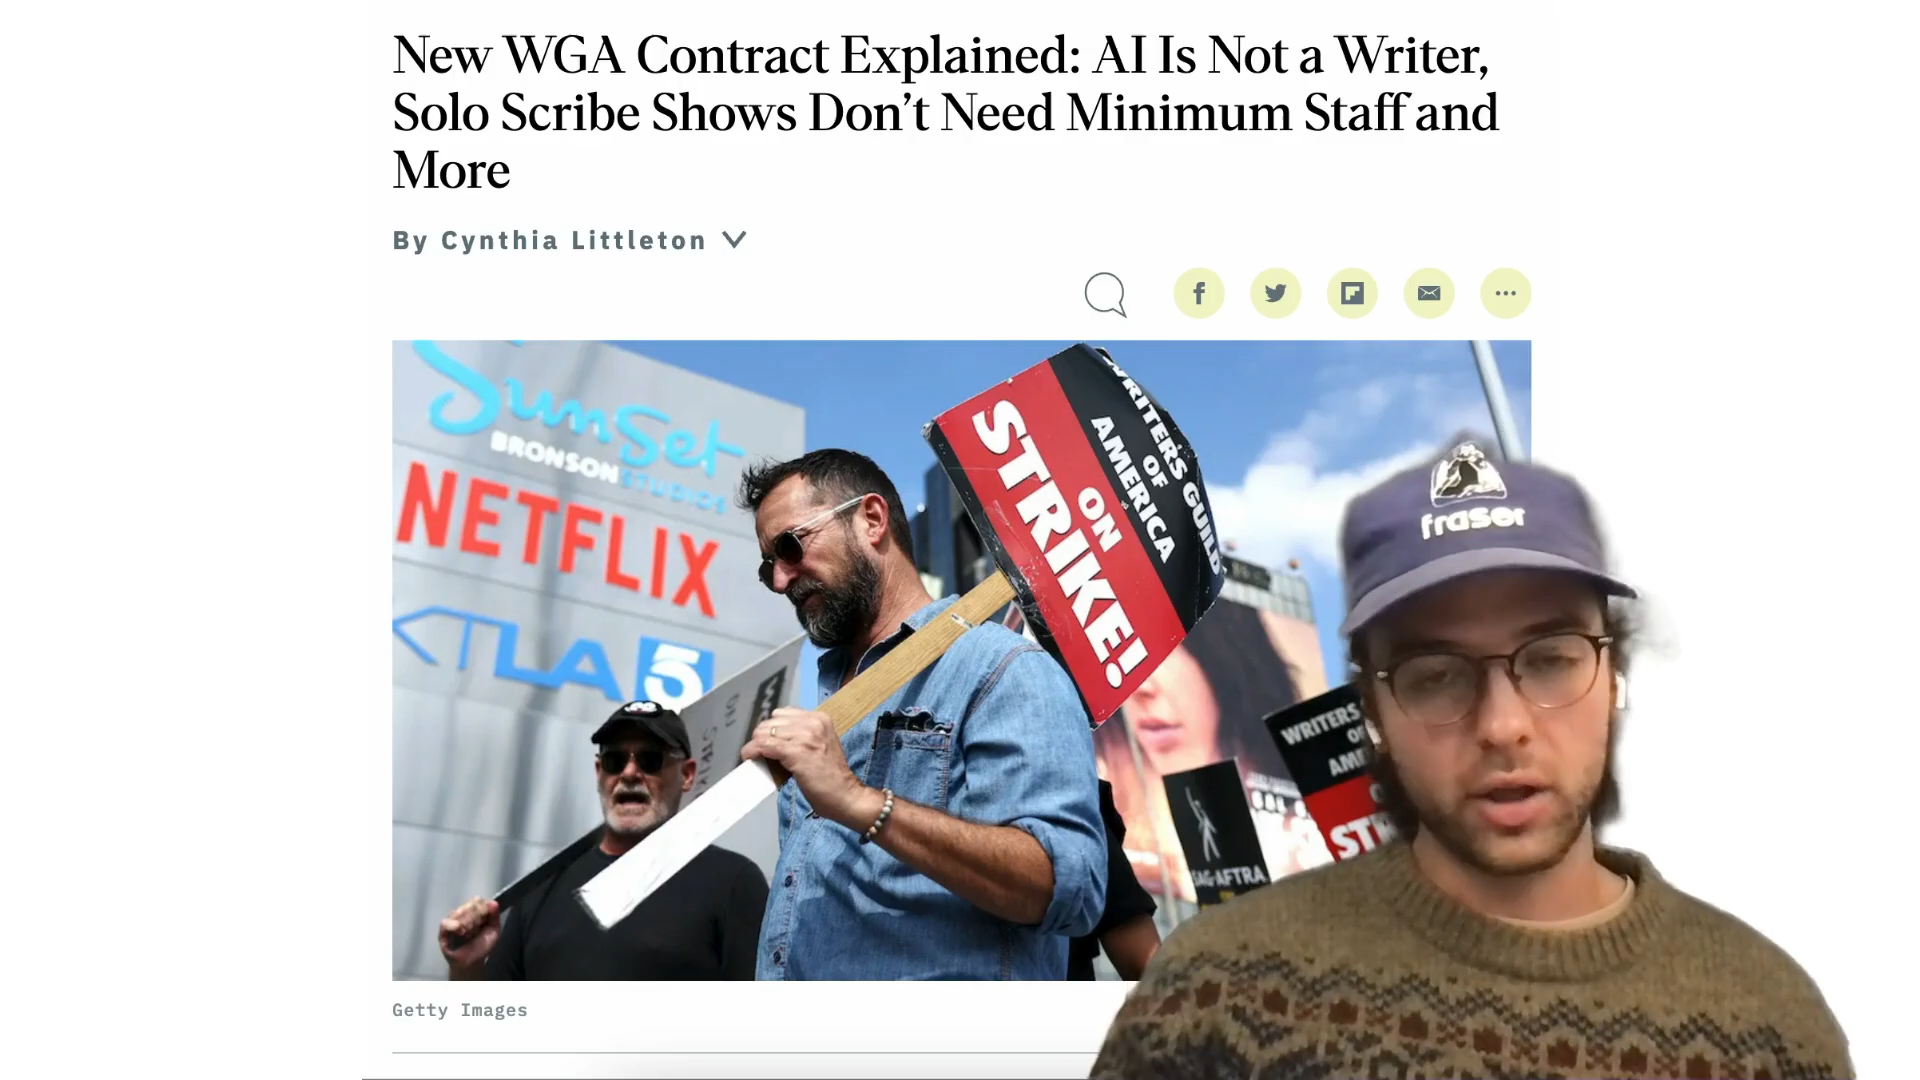 New WGA Contract Explained: AI Is Not a Writer,
Solo Scribe Shows Don't Need Minimum Staff and
More
By Cynthia Littleton
SunSet
BRONSON STUDIOS
NETFLIX
KTLA 5
WRITERS GUILD
OF
AMERICA
ON
STRIKE!
fraser
WRITERS
SAG-AFTRA
Getty Images